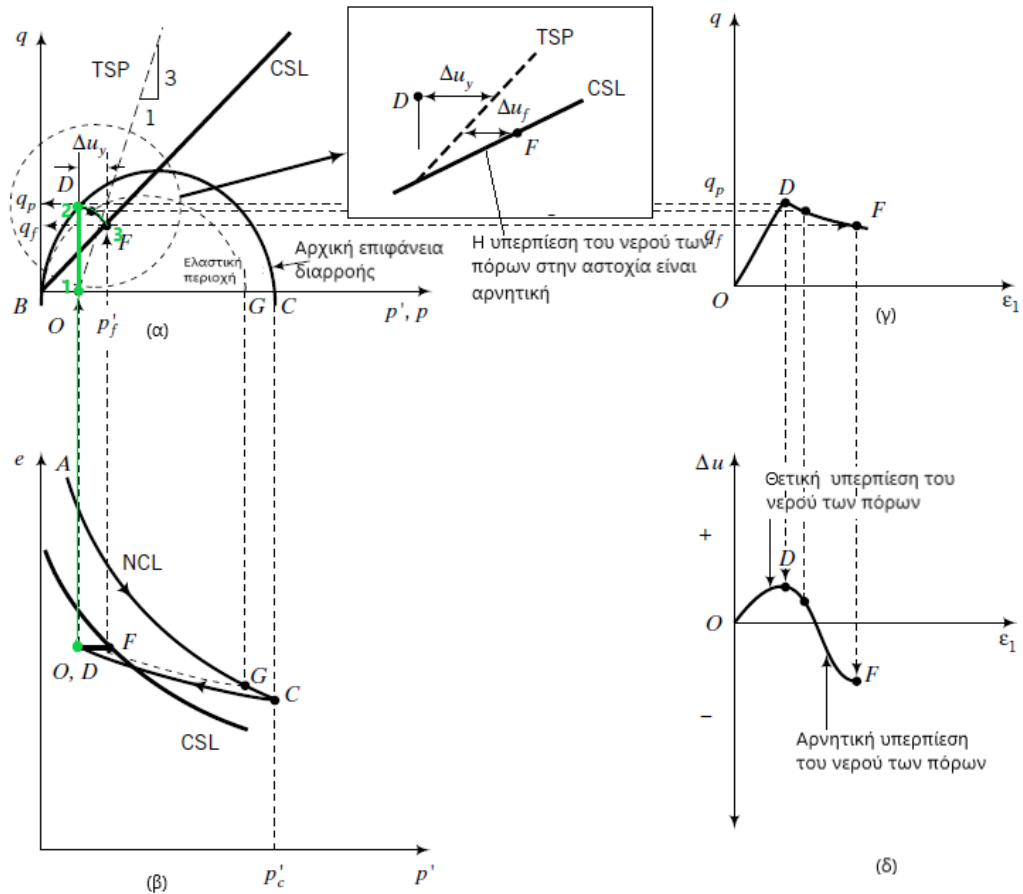 q
TSP
3
1
CSL
Δu_y
D
q_p
2
q_f
3
F
1
B
O
p'_f
Ελαστική
περιοχή
G
C
p', p
(α)
Αρχική επιφάνεια
διαρροής
TSP
Δu_y
CSL
D
Δu_f
F
Η υπερπίεση του νερού των
πόρων στην αστοχία είναι
αρνητική
q
q_p
D
F
q_f
O
ε₁
(γ)
e
A
NCL
F
O, D
G
C
CSL
p'_c
p'
(β)
Δu
Θετική υπερπίεση του
νερού των πόρων
+
D
O
ε₁
F
−
Αρνητική υπερπίεση
του νερού των πόρων
(δ)